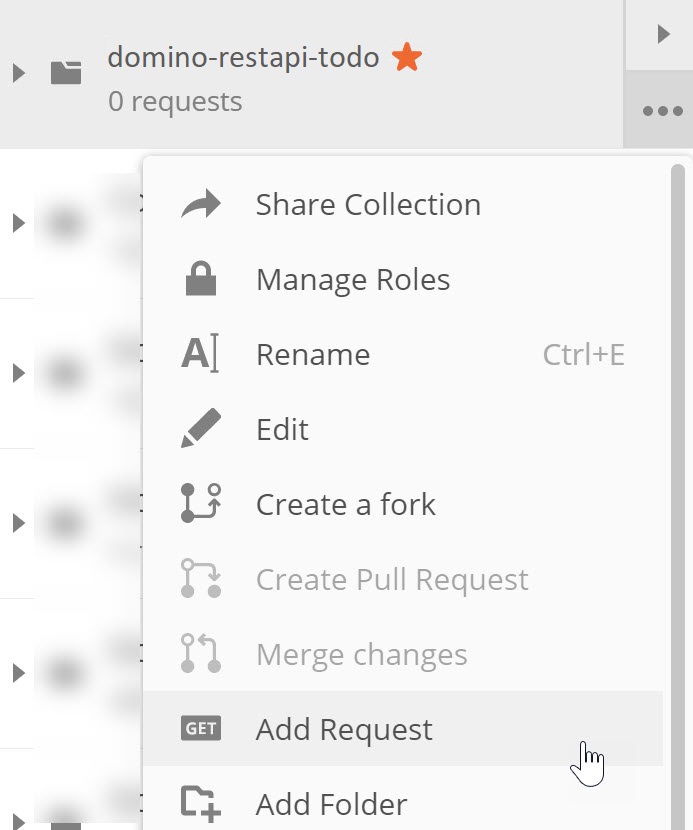 domino-restapi-todo
0 requests
Share Collection
Manage Roles
Rename Ctrl+E
Edit
Create a fork
Create Pull Request
Merge changes
GET Add Request
Add Folder